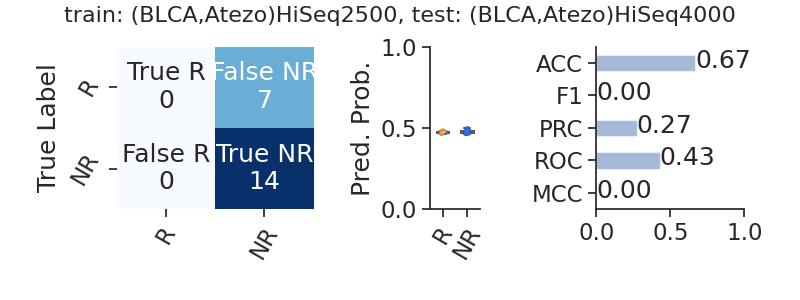 train: (BLCA,Atezo)HiSeq2500, test: (BLCA,Atezo)HiSeq4000
True Label
R
NR
True R
0
False NR
7
False R
0
True NR
14
R
NR
Pred. Prob.
1.0
0.5
0.0
R
NR
ACC
0.67
F1
0.00
PRC
0.27
ROC
0.43
MCC
0.00
0.0
0.5
1.0